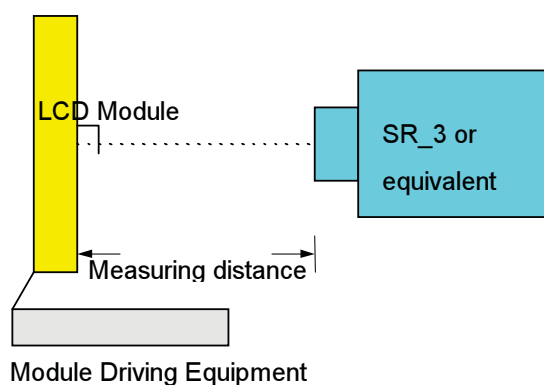 LCD Module
SR_3 or
equivalent
Measuring distance
Module Driving Equipment